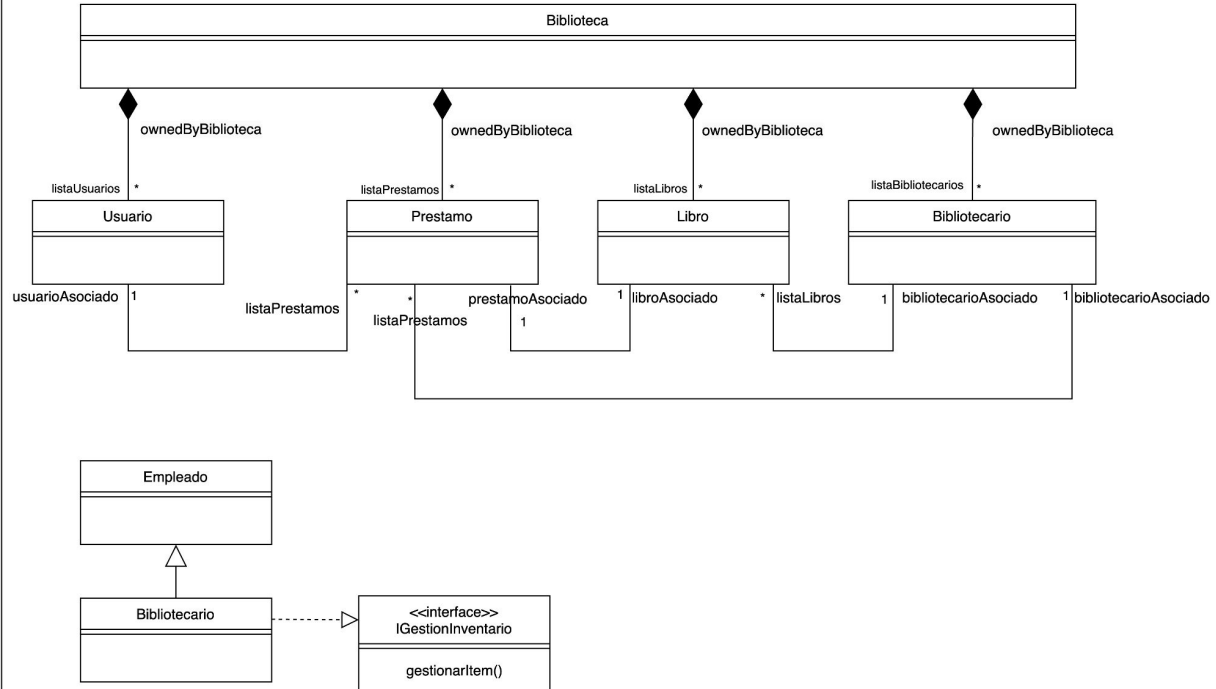 Biblioteca
ownedByBiblioteca
ownedByBiblioteca
ownedByBiblioteca
ownedByBiblioteca
listaUsuarios *
listaPrestamos *
listaLibros *
listaBibliotecarios *
Usuario
Prestamo
Libro
Bibliotecario
usuarioAsociado 1
listaPrestamos *
* listaPrestamos
prestamoAsociado 1
1 libroAsociado
* listaLibros
1 bibliotecarioAsociado
1 bibliotecarioAsociado
Empleado
Bibliotecario
<<interface>>
IGestionInventario
gestionarItem()